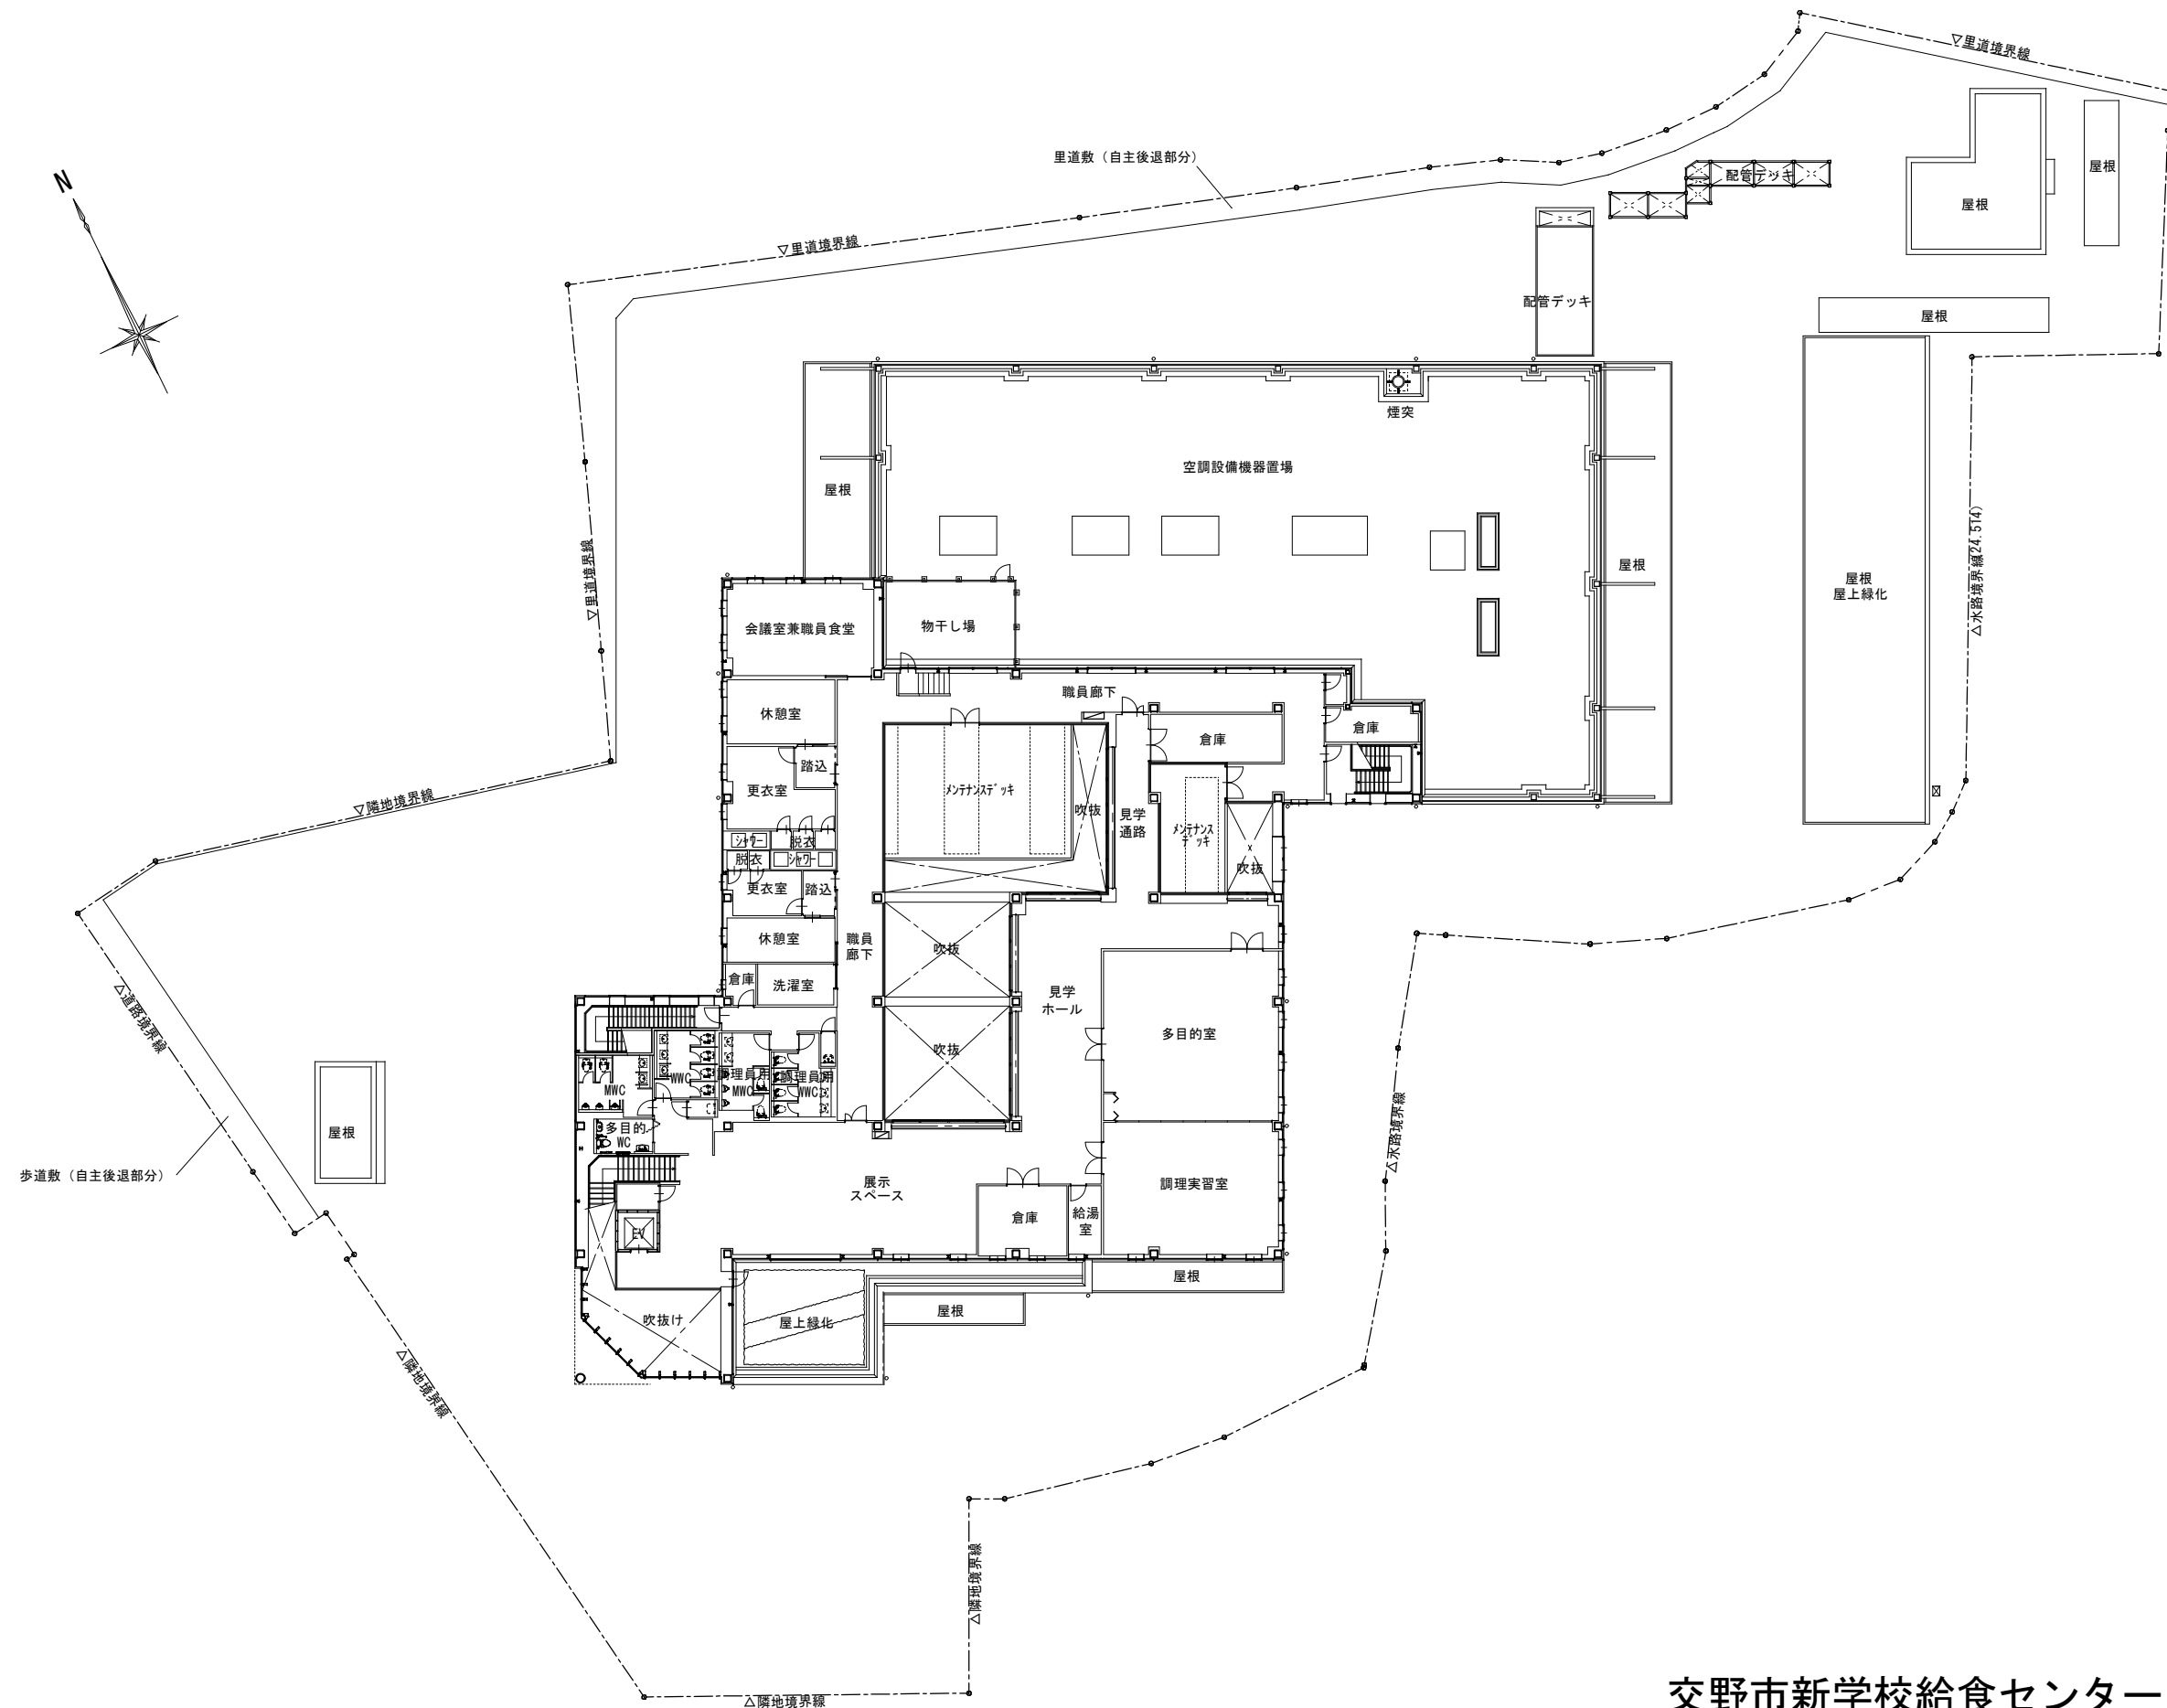 ▽里道境界線
里道敷（自主後退部分）
配管デッキ
屋根
屋根
N
▽里道境界線
配管デッキ
屋根
煙突
空調設備機器置場
屋根
▽里道境界線
屋根
屋根
屋上緑化
△水路境界線(24.514)
会議室兼職員食堂
物干し場
職員廊下
休憩室
倉庫
倉庫
踏込
更衣室
メンテナンスデッキ
吹抜
見学
通路
メンテナンス
デッキ
▽隣地境界線
シャワー
脱衣
脱衣
シャワー
吹抜
更衣室
踏込
休憩室
職員
廊下
吹抜
倉庫
洗濯室
見学
ホール
△道路境界線
多目的室
吹抜
調理員用
MWC
調理員用
WWC
WWC
MWC
屋根
多目的
WC
△水路境界線
歩道敷（自主後退部分）
展示
スペース
調理実習室
倉庫
給湯
室
EV
屋根
屋根
吹抜け
屋上緑化
△隣地境界線
△隣地境界線
△隣地境界線
交野市新学校給食センター